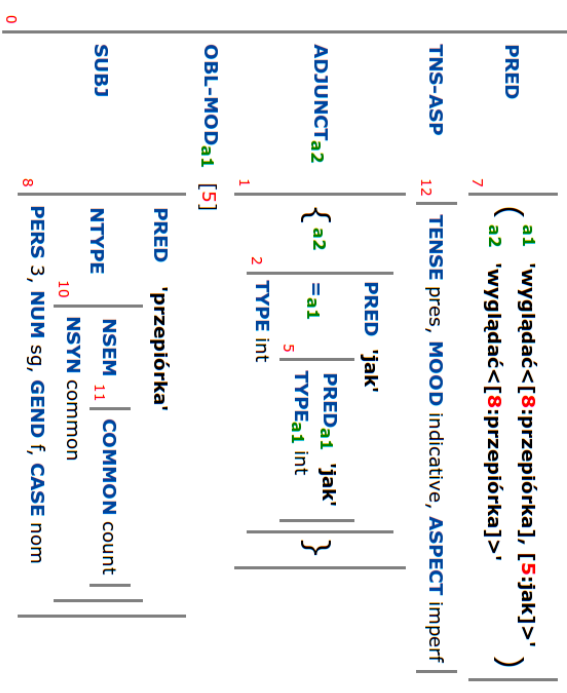 0
PRED 7 ( a1 'wyglądać<[8:przepiórka], [5:jak]>'
a2 'wyglądać<[8:przepiórka]>' )
TNS-ASP 12 TENSE pres, MOOD indicative, ASPECT imperf
ADJUNCTa2 1 { a2 2 PRED 'jak'
=a1 5 PREDa1 'jak'
TYPEa1 int }
TYPE int
OBL-MODa1 [5]
SUBJ 8 PRED 'przepiórka'
NTYPE 10 NSEM 11 COMMON count
NSYN common
PERS 3, NUM sg, GEND f, CASE nom